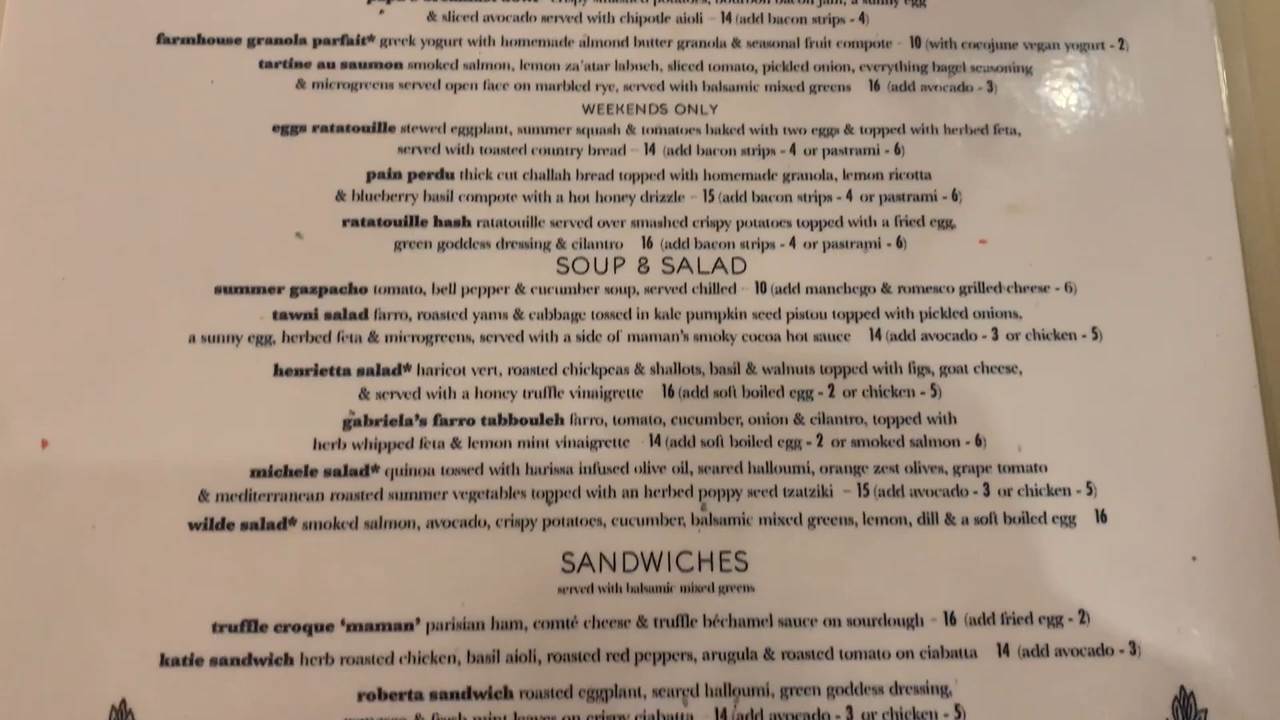 & sliced avocado served with chipotle aioli - 14 (add bacon strips - 4)
farmhouse granola parfait* greek yogurt with homemade almond butter granola & seasonal fruit compote - 10 (with cocojune vegan yogurt - 2)
tartine au saumon smoked salmon, lemon za'atar labneh, sliced tomato, pickled onion, everything bagel seasoning
& microgreens served open face on marbled rye, served with balsamic mixed greens 16 (add avocado - 3)
WEEKENDS ONLY
eggs ratatouille stewed eggplant, summer squash & tomatoes baked with two eggs & topped with herbed feta,
served with toasted country bread - 14 (add bacon strips - 4 or pastrami - 6)
pain perdu thick cut challah bread topped with homemade granola, lemon ricotta
& blueberry basil compote with a hot honey drizzle - 15 (add bacon strips - 4 or pastrami - 6)
ratatouille hash ratatouille served over smashed crispy potatoes topped with a fried egg,
green goddess dressing & cilantro 16 (add bacon strips - 4 or pastrami - 6)
SOUP & SALAD
summer gazpacho tomato, bell pepper & cucumber soup, served chilled - 10 (add manchego & romesco grilled cheese - 6)
tawni salad farro, roasted yams & cabbage tossed in kale pumpkin seed pistou topped with pickled onions,
a sunny egg, herbed feta & microgreens, served with a side of maman's smoky cocoa hot sauce 14 (add avocado - 3 or chicken - 5)
henrietta salad* haricot vert, roasted chickpeas & shallots, basil & walnuts topped with figs, goat cheese,
& served with a honey truffle vinaigrette 16 (add soft boiled egg - 2 or chicken - 5)
gabriela's farro tabbouleh farro, tomato, cucumber, onion & cilantro, topped with
herb whipped feta & lemon mint vinaigrette - 14 (add soft boiled egg - 2 or smoked salmon - 6)
michele salad* quinoa tossed with harissa infused olive oil, seared halloumi, orange zest olives, grape tomato
& mediterranean roasted summer vegetables topped with an herbed poppy seed tzatziki - 15 (add avocado - 3 or chicken - 5)
wilde salad* smoked salmon, avocado, crispy potatoes, cucumber, balsamic mixed greens, lemon, dill & a soft boiled egg 16
SANDWICHES
served with balsamic mixed greens
truffle croque 'maman' parisian ham, comté cheese & truffle béchamel sauce on sourdough - 16 (add fried egg - 2)
katie sandwich herb roasted chicken, basil aioli, roasted red peppers, arugula & roasted tomato on ciabatta 14 (add avocado - 3)
roberta sandwich roasted eggplant, seared halloumi, green goddess dressing,
& fresh mint leaves on crispy ciabatta - 14 (add avocado - 3 or chicken - 5)